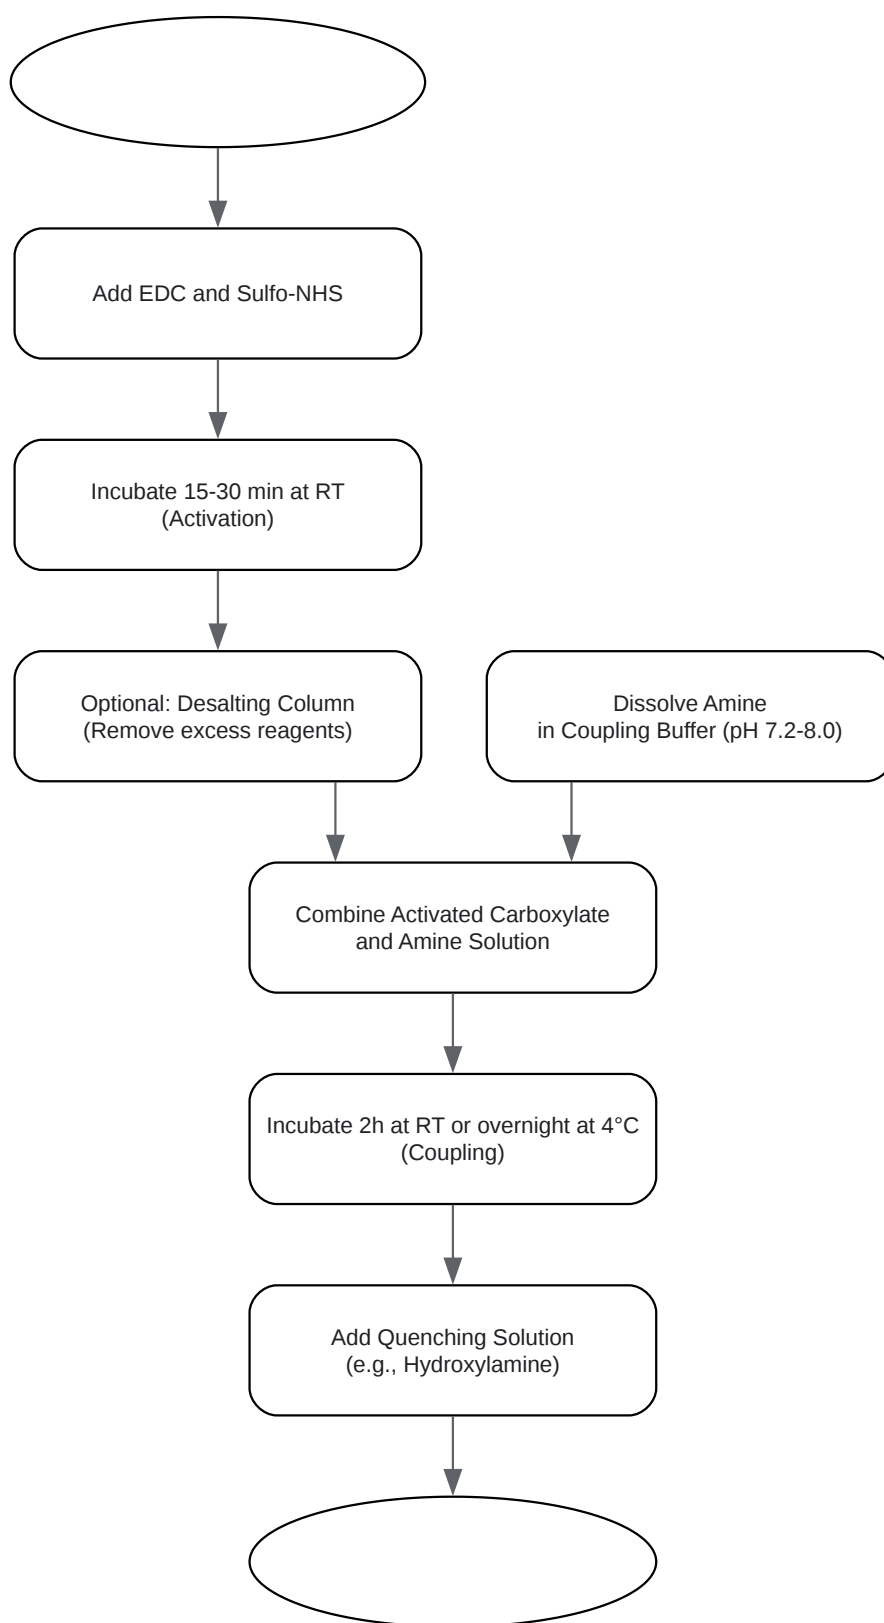 Add EDC and Sulfo-NHS
Incubate 15-30 min at RT
(Activation)
Optional: Desalting Column
(Remove excess reagents)
Dissolve Amine
in Coupling Buffer (pH 7.2-8.0)
Combine Activated Carboxylate
and Amine Solution
Incubate 2h at RT or overnight at 4°C
(Coupling)
Add Quenching Solution
(e.g., Hydroxylamine)